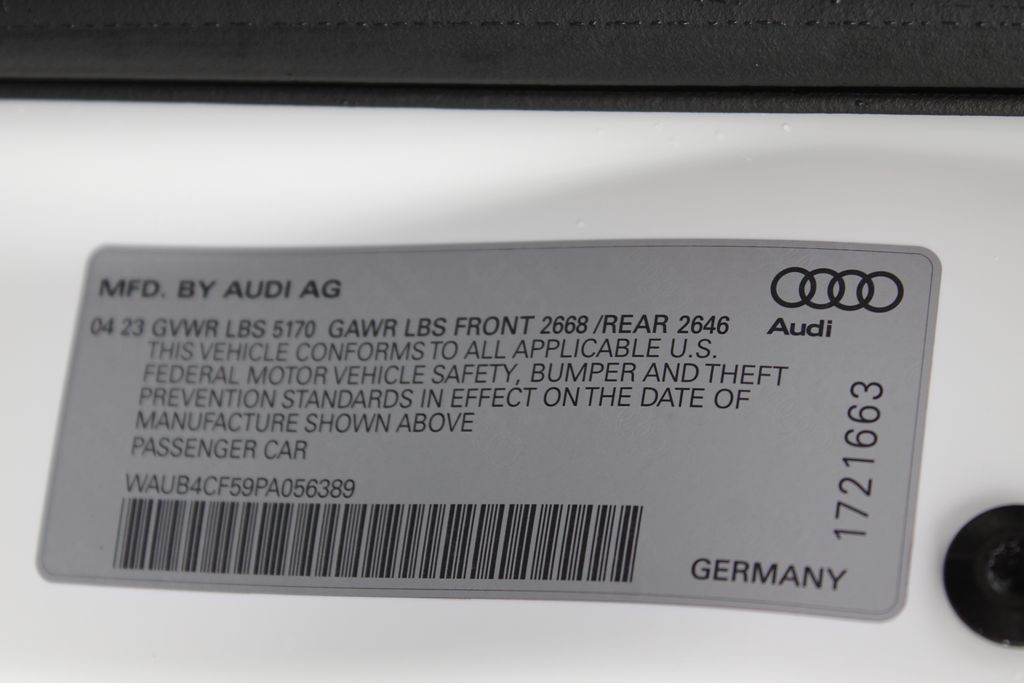 MFD. BY AUDI AG
Audi
04 23 GVWR LBS 5170 GAWR LBS FRONT 2668 /REAR 2646
THIS VEHICLE CONFORMS TO ALL APPLICABLE U.S.
FEDERAL MOTOR VEHICLE SAFETY, BUMPER AND THEFT
PREVENTION STANDARDS IN EFFECT ON THE DATE OF
MANUFACTURE SHOWN ABOVE
PASSENGER CAR
WAUB4CF59PA056389
GERMANY
1721663